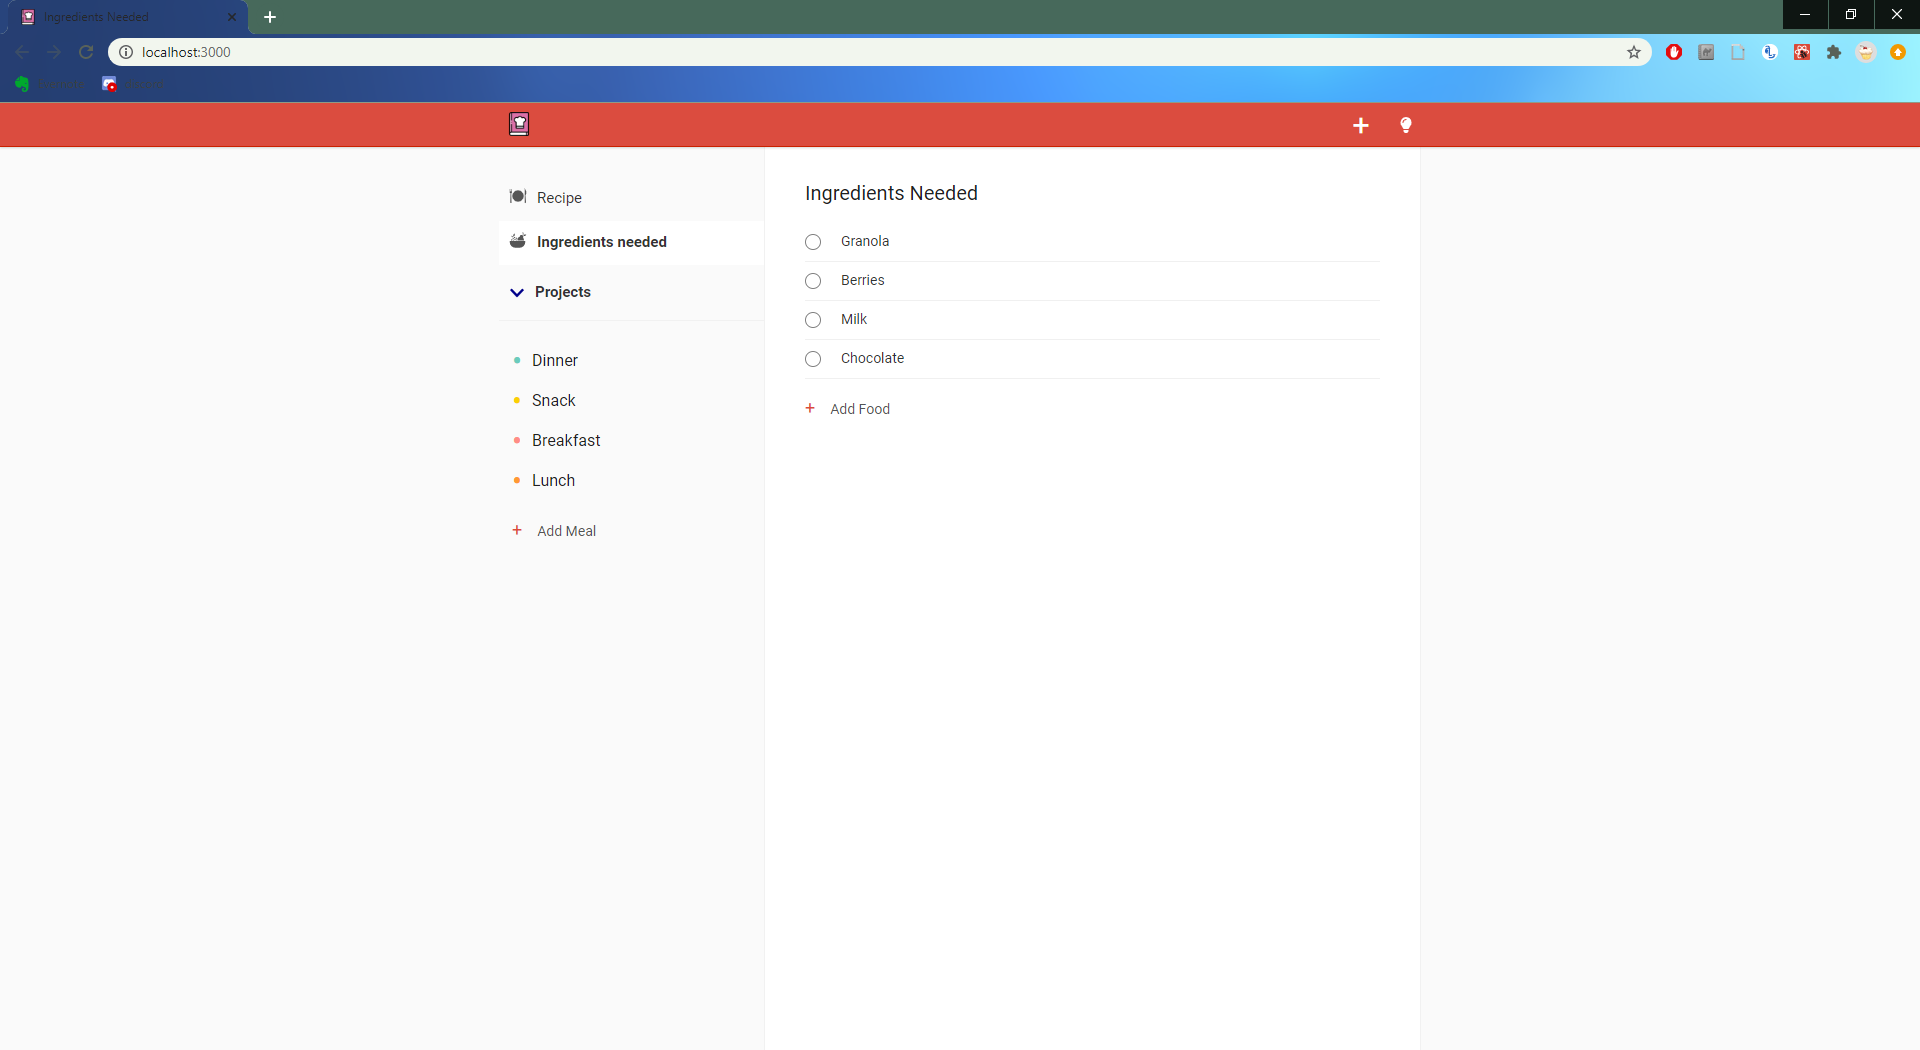 Ingredients Needed
localhost:3000
Recipe
Ingredients needed
Projects
Dinner
Snack
Breakfast
Lunch
Add Meal
Ingredients Needed
Granola
Berries
Milk
Chocolate
Add Food